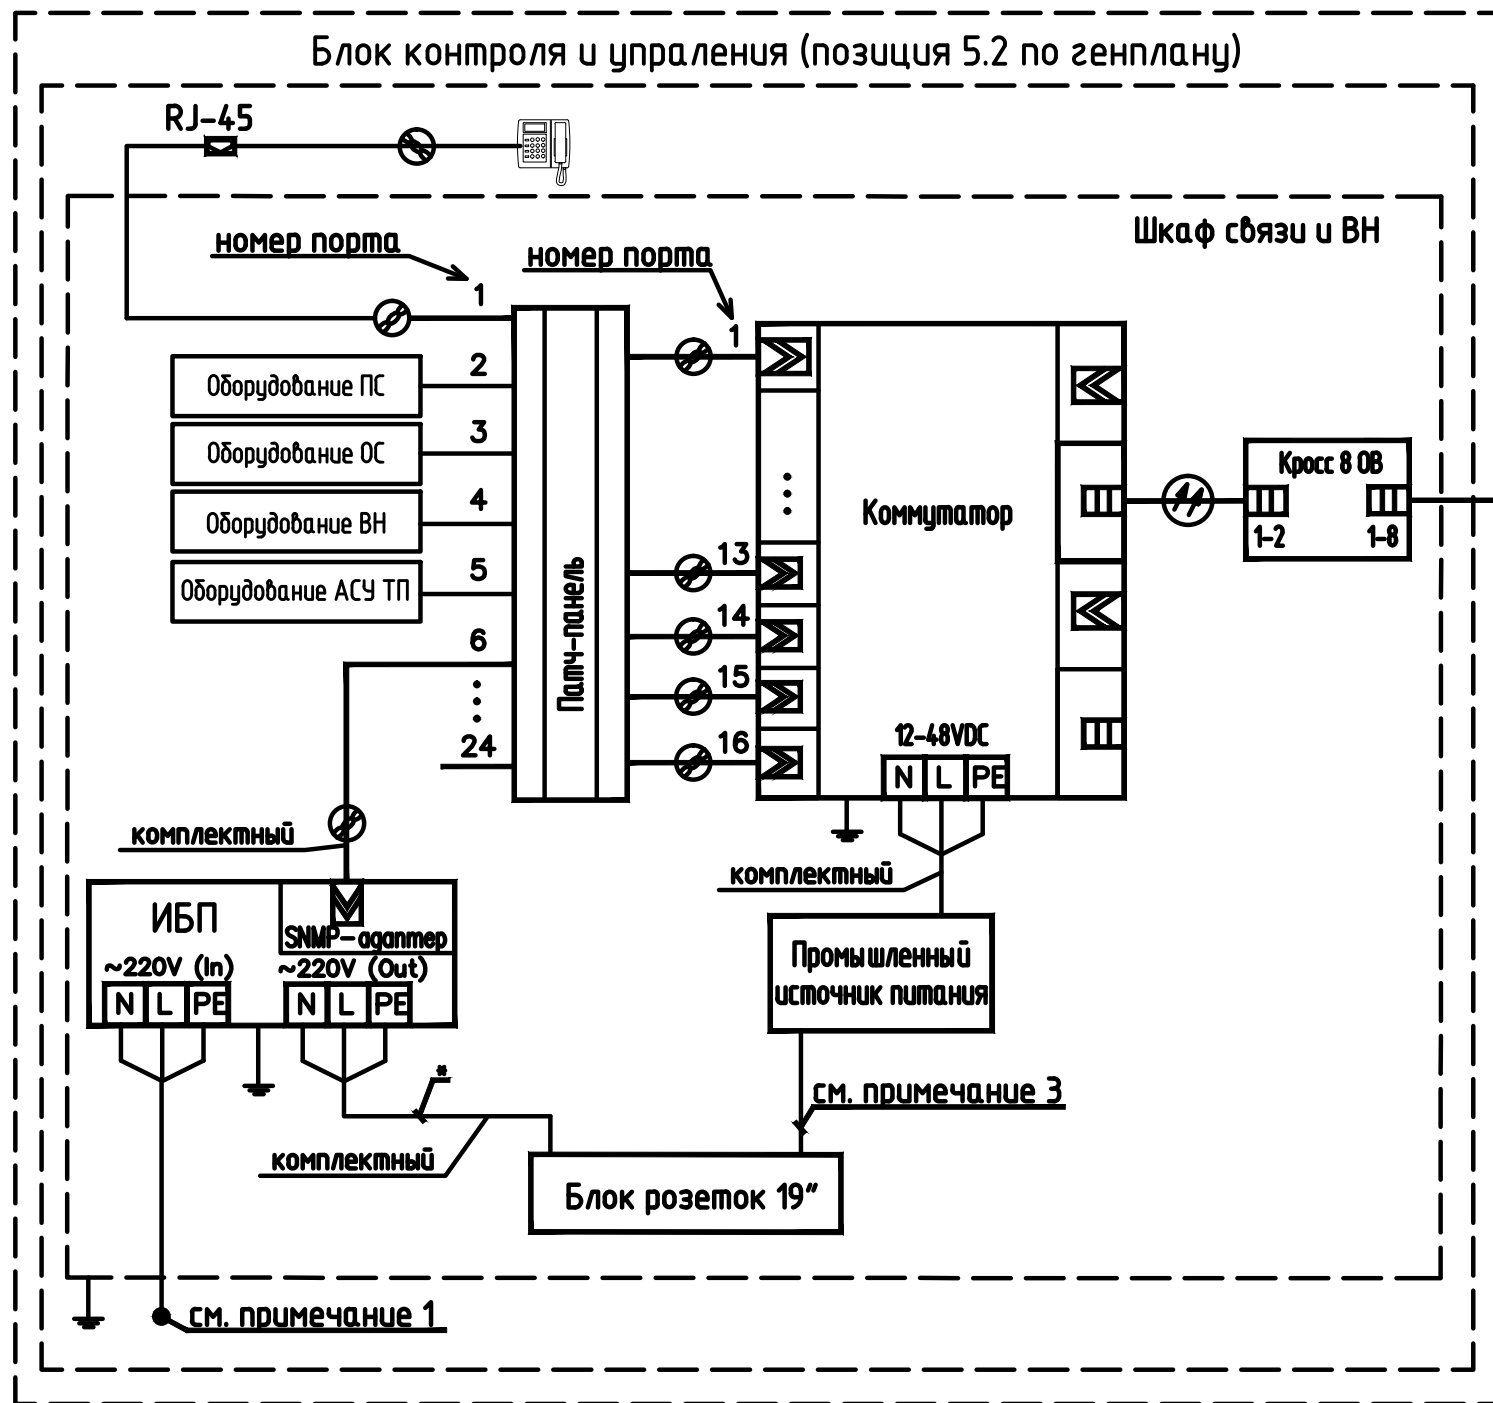 Блок контроля и упраления (позиция 5.2 по генплану)
RJ-45
Шкаф связи и ВН
номер порта
номер порта
1
1
2
Оборудование ПС
3
Оборудование ОС
4
Оборудование ВН
5
Оборудование АСУ ТП
6
24
Патч-панель
13
14
15
16
Коммутатор
12-48VDC
N L PE
Кросс 8 ОВ
1-2
1-8
комплектный
комплектный
ИБП
SNMP-адаптер
~220V (In)
~220V (Out)
N L PE
N L PE
Промышленный
источник питания
*
см. примечание 3
комплектный
Блок розеток 19"
см. примечание 1